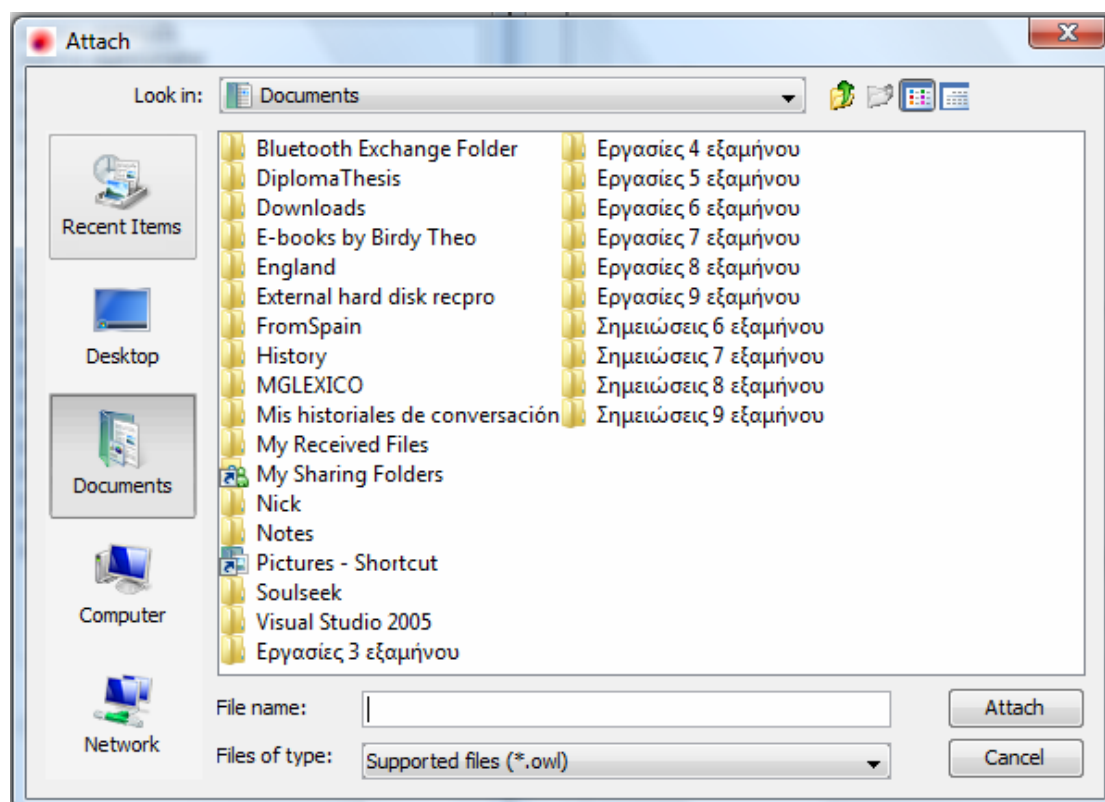 Attach
Look in:
Documents
Recent Items
Desktop
Documents
Computer
Network
Bluetooth Exchange Folder
DiplomaThesis
Downloads
E-books by Birdy Theo
England
External hard disk recpro
FromSpain
History
MGLEXICO
Mis historiales de conversación
My Received Files
My Sharing Folders
Nick
Notes
Pictures - Shortcut
Soulseek
Visual Studio 2005
Εργασίες 3 εξαμήνου
Εργασίες 4 εξαμήνου
Εργασίες 5 εξαμήνου
Εργασίες 6 εξαμήνου
Εργασίες 7 εξαμήνου
Εργασίες 8 εξαμήνου
Εργασίες 9 εξαμήνου
Σημειώσεις 6 εξαμήνου
Σημειώσεις 7 εξαμήνου
Σημειώσεις 8 εξαμήνου
Σημειώσεις 9 εξαμήνου
File name:
Attach
Files of type:
Supported files (*.owl)
Cancel